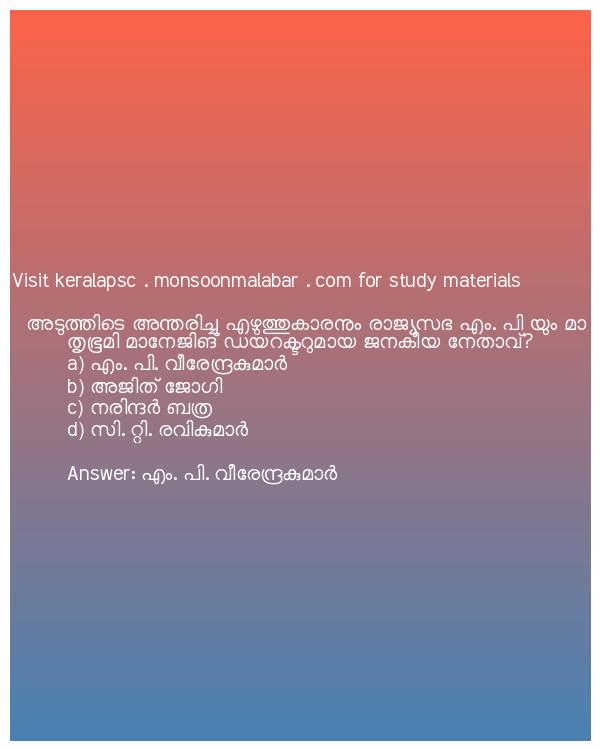 Visit keralapsc . monsoonmalabar . com for study materials
അടുത്തിടെ അന്തരിച്ച എഴുത്തുകാരനും രാജ്യസഭ എം. പി യും മാ
തൃഭൂമി മാനേജിങ് ഡയറക്ടറുമായ ജനകീയ നേതാവ്?
a) എം. പി. വീരേന്ദ്രകുമാർ
b) അജിത് ജോഗി
c) നരിന്ദർ ബത്ര
d) സി. റ്റി. രവികുമാർ
Answer: എം. പി. വീരേന്ദ്രകുമാർ